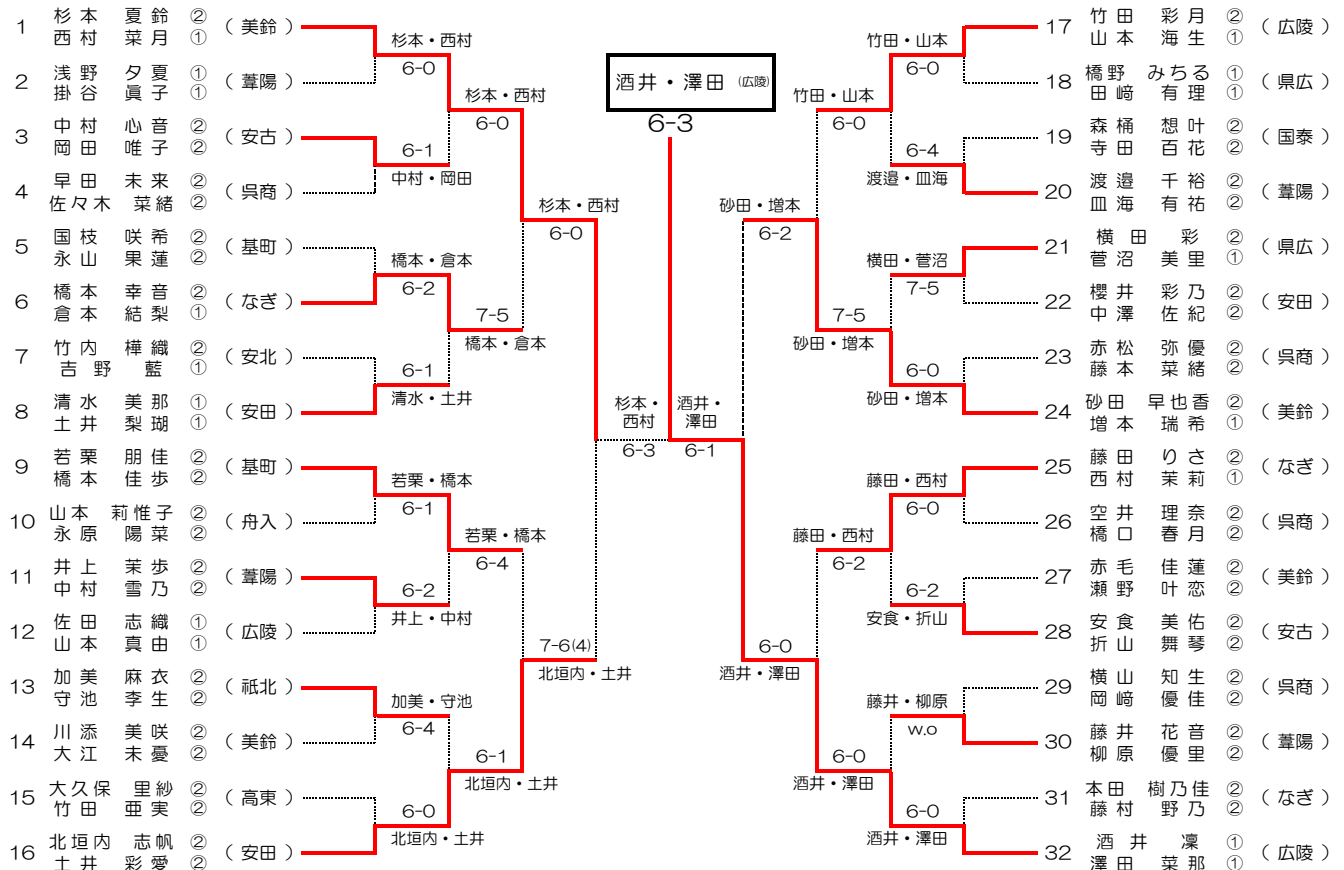 1 杉本 夏鈴 ② 西村 菜月 ① （美鈴）
2 浅野 夕夏 ① 掛谷 眞子 ① （葦陽）
3 中村 心音 ② 岡田 唯子 ② （安古）
4 早田 未来 ② 佐々木 菜緒 ② （呉商）
5 国枝 咲希 ② 永山 果蓮 ② （基町）
6 橋本 幸音 ② 倉本 結梨 ① （なぎ）
7 竹内 樺織 ② 吉野 藍 ① （安北）
8 清水 美那 ① 土井 梨瑚 ① （安田）
9 若栗 朋佳 ② 橋本 佳歩 ② （基町）
10 山本 莉惟子 ② 永原 陽菜 ② （舟入）
11 井上 茉歩 ② 中村 雪乃 ② （葦陽）
12 佐田 志織 ① 山本 真由 ① （広陵）
13 加美 麻衣 ② 守池 李生 ② （祇北）
14 川添 美咲 ② 大江 未憂 ② （美鈴）
15 大久保 里紗 ② 竹田 亜実 ② （高東）
16 北垣内 志帆 ② 土井 彩愛 ② （安田）
杉本・西村
6-0
6-1
中村・岡田
橋本・倉本
6-2
6-1
清水・土井
若栗・橋本
6-1
6-2
井上・中村
加美・守池
6-4
6-0
北垣内・土井
杉本・西村
6-0
7-5
橋本・倉本
若栗・橋本
6-4
6-1
北垣内・土井
杉本・西村
6-0
7-6(4)
北垣内・土井
杉本・
西村
6-3
酒井・澤田 (広陵)
6-3
酒井・
澤田
6-1
砂田・増本
6-2
6-0
酒井・澤田
竹田・山本
6-0
7-5
砂田・増本
藤田・西村
6-2
6-0
酒井・澤田
竹田・山本
6-0
6-4
渡邉・皿海
横田・菅沼
7-5
6-0
砂田・増本
藤田・西村
6-0
6-2
安食・折山
藤井・柳原
w.o
6-0
酒井・澤田
17 竹田 彩月 ② 山本 海生 ① （広陵）
18 橋野 みちる ① 田﨑 有理 ① （県広）
19 森桶 想叶 ② 寺田 百花 ② （国泰）
20 渡邉 千裕 ② 皿海 有祐 ② （葦陽）
21 横田 彩 ② 菅沼 美里 ① （県広）
22 櫻井 彩乃 ② 中澤 佐紀 ② （安田）
23 赤松 弥優 ② 藤本 菜緒 ② （呉商）
24 砂田 早也香 ② 増本 瑞希 ① （美鈴）
25 藤田 りさ ② 西村 茉莉 ① （なぎ）
26 空井 理奈 ② 橋口 春月 ② （呉商）
27 赤毛 佳蓮 ② 瀬野 叶恋 ② （美鈴）
28 安食 美佑 ② 折山 舞琴 ② （安古）
29 横山 知生 ② 岡﨑 優佳 ② （呉商）
30 藤井 花音 ② 柳原 優里 ② （葦陽）
31 本田 樹乃佳 ② 藤村 野乃 ② （なぎ）
32 酒井 凜 ① 澤田 菜那 ① （広陵）